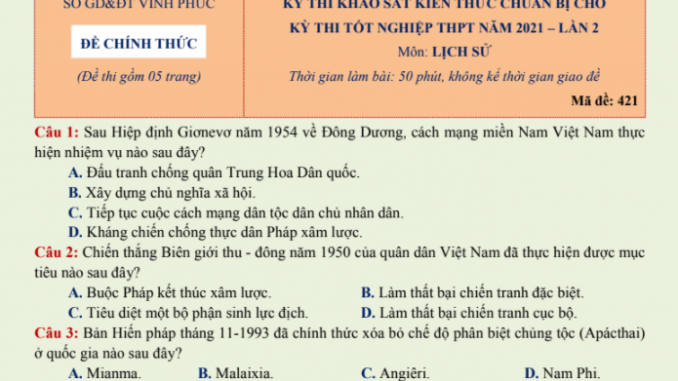 SỞ GD&ĐT VĨNH PHÚC
KỲ THI KHẢO SÁT KIẾN THỨC CHUẨN BỊ CHO
KỲ THI TỐT NGHIỆP THPT NĂM 2021 – LẦN 2
ĐỀ CHÍNH THỨC
Môn: LỊCH SỬ
(Đề thi gồm 05 trang)
Thời gian làm bài: 50 phút, không kể thời gian giao đề
Mã đề: 421
Câu 1: Sau Hiệp định Giơnevơ năm 1954 về Đông Dương, cách mạng miền Nam Việt Nam thực
hiện nhiệm vụ nào sau đây?
A. Đấu tranh chống quân Trung Hoa Dân quốc.
B. Xây dựng chủ nghĩa xã hội.
C. Tiếp tục cuộc cách mạng dân tộc dân chủ nhân dân.
D. Kháng chiến chống thực dân Pháp xâm lược.
Câu 2: Chiến thắng Biên giới thu - đông năm 1950 của quân dân Việt Nam đã thực hiện được mục
tiêu nào sau đây?
A. Buộc Pháp kết thúc xâm lược. B. Làm thất bại chiến tranh đặc biệt.
C. Tiêu diệt một bộ phận sinh lực địch. D. Làm thất bại chiến tranh cục bộ.
Câu 3: Bản Hiến pháp tháng 11-1993 đã chính thức xóa bỏ chế độ phân biệt chủng tộc (Apácthai)
ở quốc gia nào sau đây?
A. Mianma. B. Malaixia. C. Angiêri. D. Nam Phi.